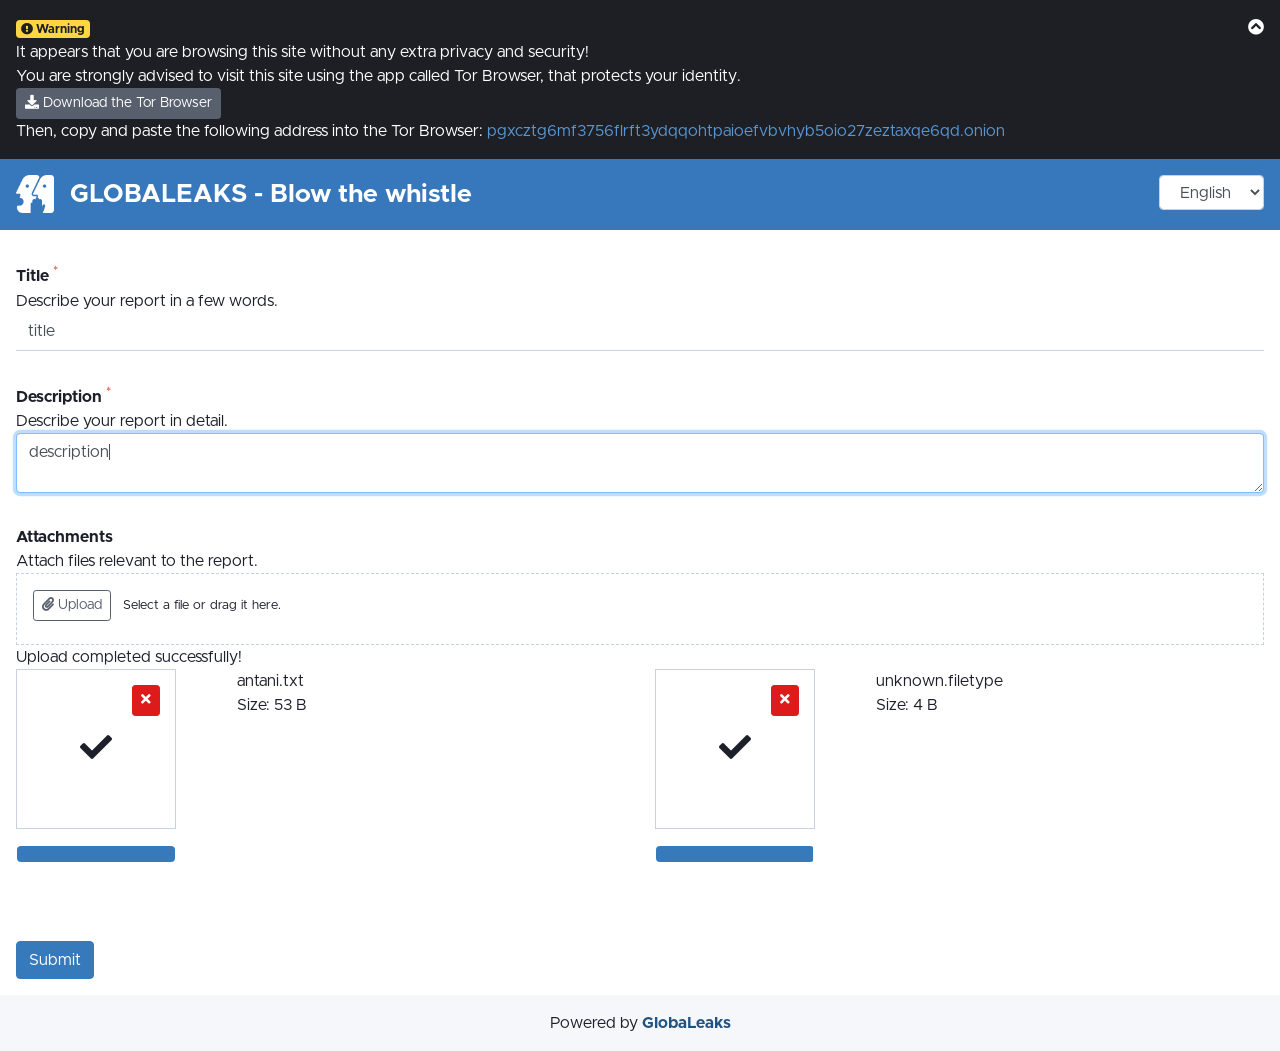 Warning
It appears that you are browsing this site without any extra privacy and security!
You are strongly advised to visit this site using the app called Tor Browser, that protects your identity.
Download the Tor Browser
Then, copy and paste the following address into the Tor Browser: pgxcztg6mf3756flrft3ydqqohtpaioefvbvhyb5oio27zeztaxqe6qd.onion
GLOBALEAKS - Blow the whistle
English
Title *
Describe your report in a few words.
title
Description *
Describe your report in detail.
description
Attachments
Attach files relevant to the report.
Upload Select a file or drag it here.
Upload completed successfully!
antani.txt
Size: 53 B
unknown.filetype
Size: 4 B
Submit
Powered by GlobaLeaks